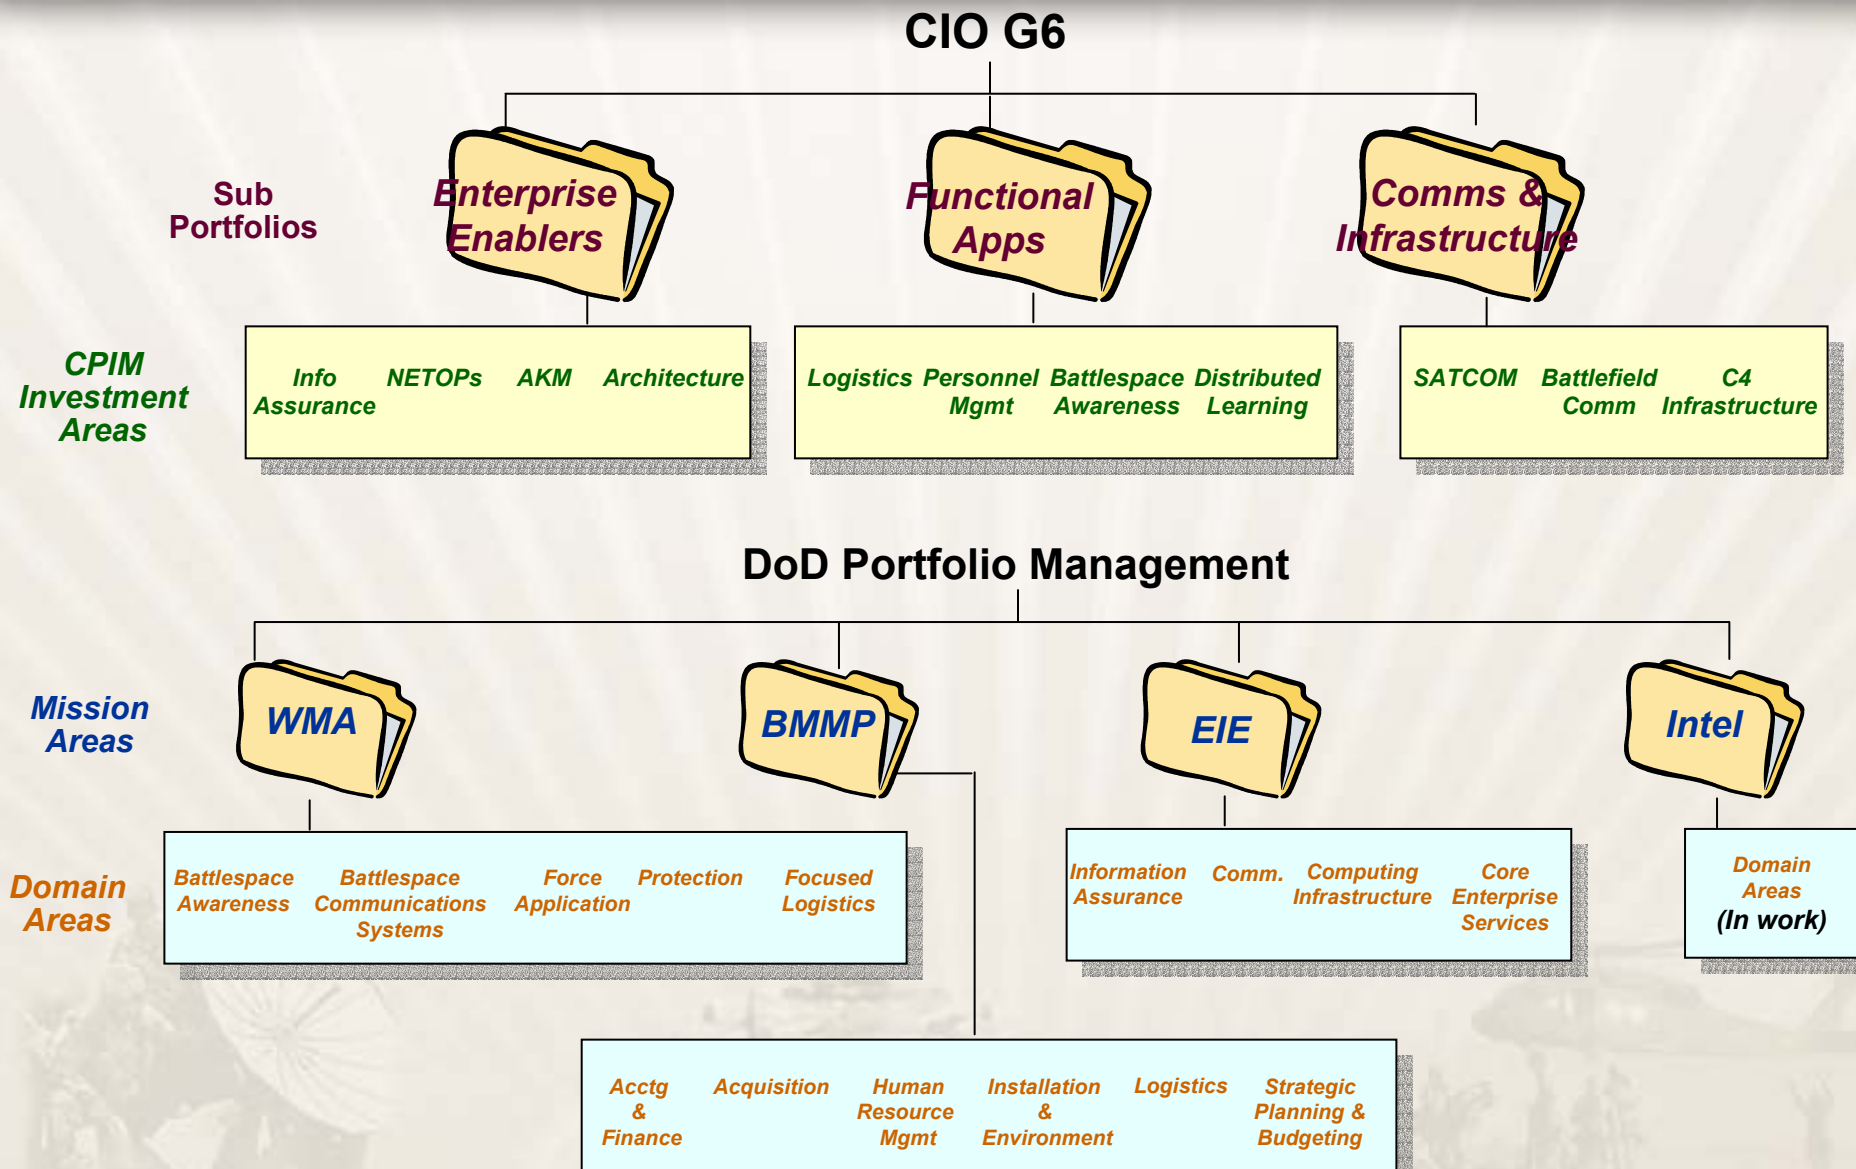 CIO G6
Sub
Portfolios
Enterprise
Enablers
Functional
Apps
Comms &
Infrastructure
CPIM
Investment
Areas
Info
Assurance
NETOPs
AKM
Architecture
Logistics
Personnel
Mgmt
Battlespace
Awareness
Distributed
Learning
SATCOM
Battlefield
Comm
C4
Infrastructure
DoD Portfolio Management
Mission
Areas
WMA
BMMP
EIE
Intel
Domain
Areas
Battlespace
Awareness
Battlespace
Communications
Systems
Force
Application
Protection
Focused
Logistics
Information
Assurance
Comm.
Computing
Infrastructure
Core
Enterprise
Services
Domain
Areas
(In work)
Acctg
&
Finance
Acquisition
Human
Resource
Mgmt
Installation
&
Environment
Logistics
Strategic
Planning &
Budgeting